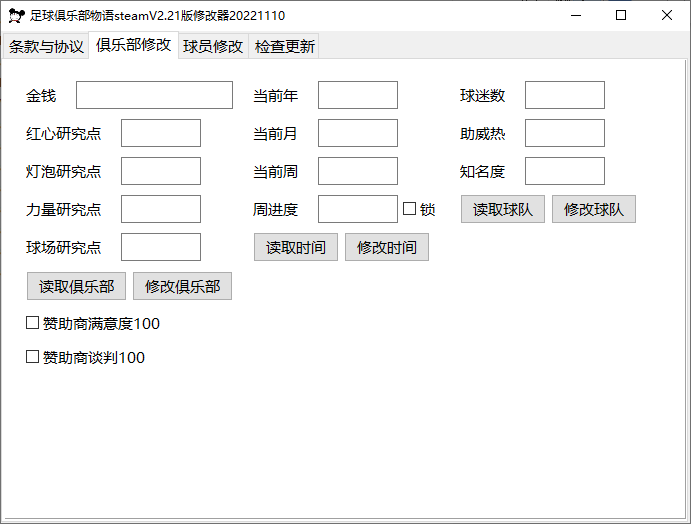 足球俱乐部物语steamV2.21版修改器20221110
条款与协议 俱乐部修改 球员修改 检查更新
金钱 当前年 球迷数
红心研究点 当前月 助威热
灯泡研究点 当前周 知名度
力量研究点 周进度 锁 读取球队 修改球队
球场研究点 读取时间 修改时间
读取俱乐部 修改俱乐部
赞助商满意度100
赞助商谈判100